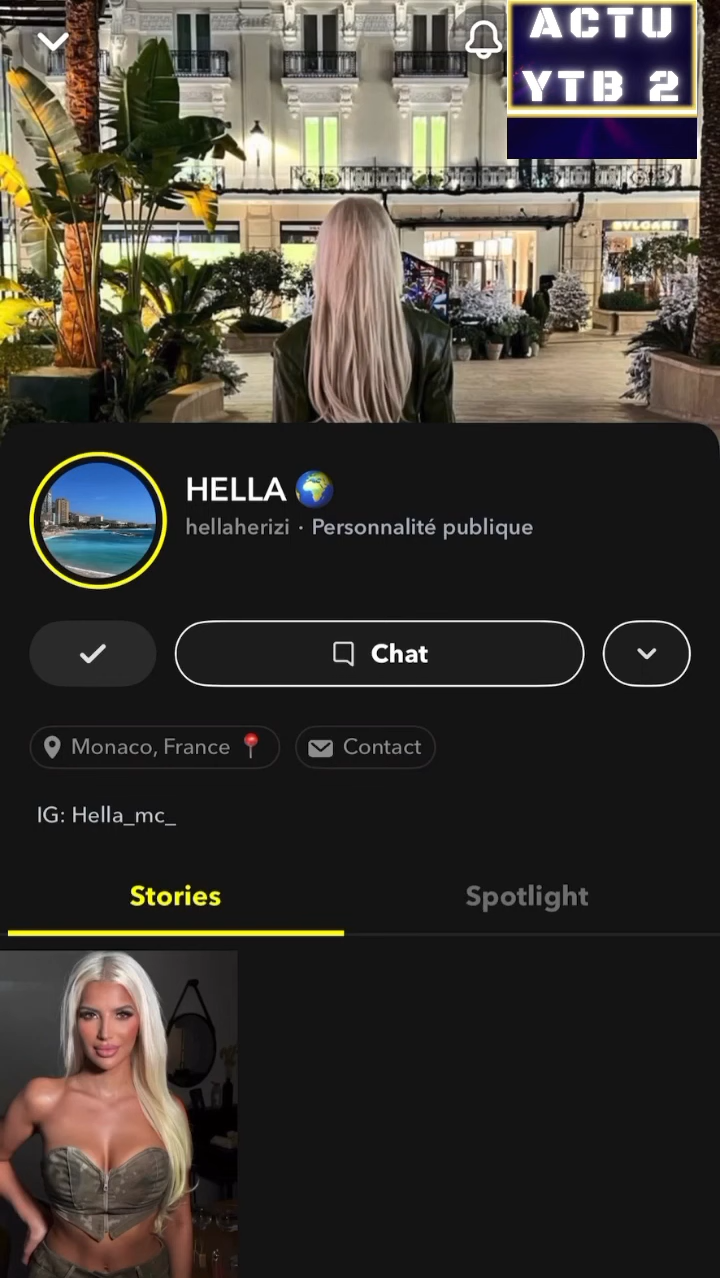 ACTU
YTB 2
BVLGARI
HELLA 🌍
hellaherizi · Personnalité publique
Chat
Monaco, France 📍
Contact
IG: Hella_mc_
Stories
Spotlight